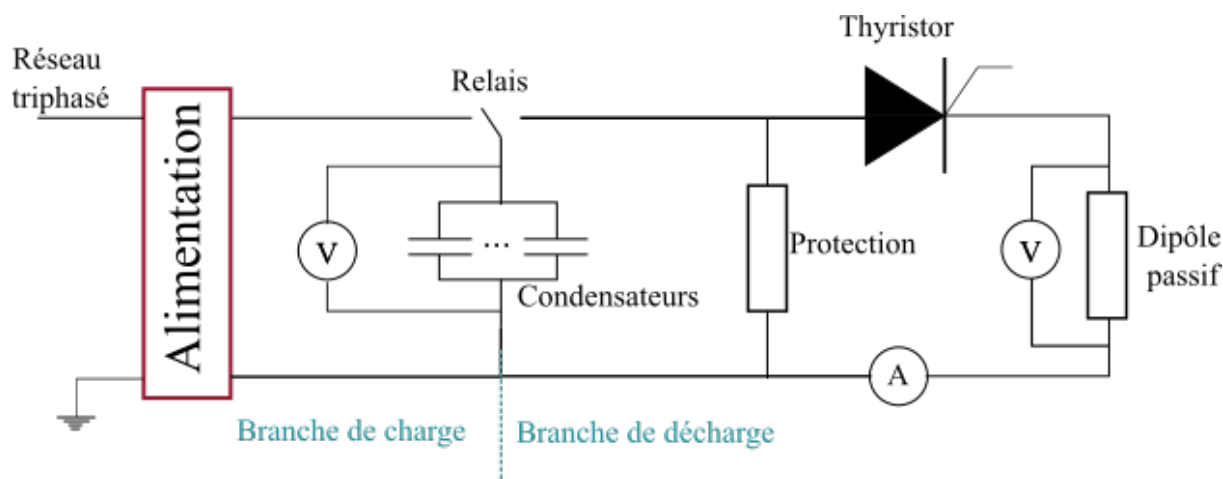 Réseau
triphasé
Alimentation
Relais
Thyristor
V
...
Condensateurs
Protection
V
Dipôle
passif
A
Branche de charge
Branche de décharge